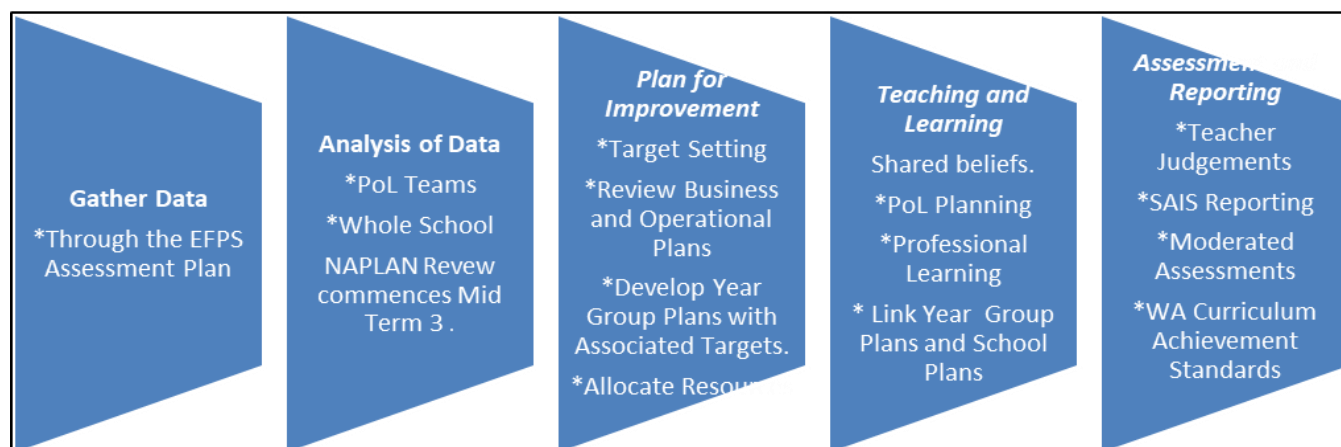 Gather Data
*Through the EFPS
Assessment Plan
Analysis of Data
*PoL Teams
*Whole School
NAPLAN Revew
commences Mid
Term 3 .
Plan for
Improvement
*Target Setting
*Review Business
and Operational
Plans
*Develop Year
Group Plans with
Associated Targets.
*Allocate
Teaching and
Learning
Shared beliefs.
*PoL Planning
*Professional
Learning
* Link Year Group
Plans and School
Plans
Reporting
*Teacher
Judgements
*SAIS Reporting
*Moderated
Assessments
*WA Curriculum
Achievement
Standards